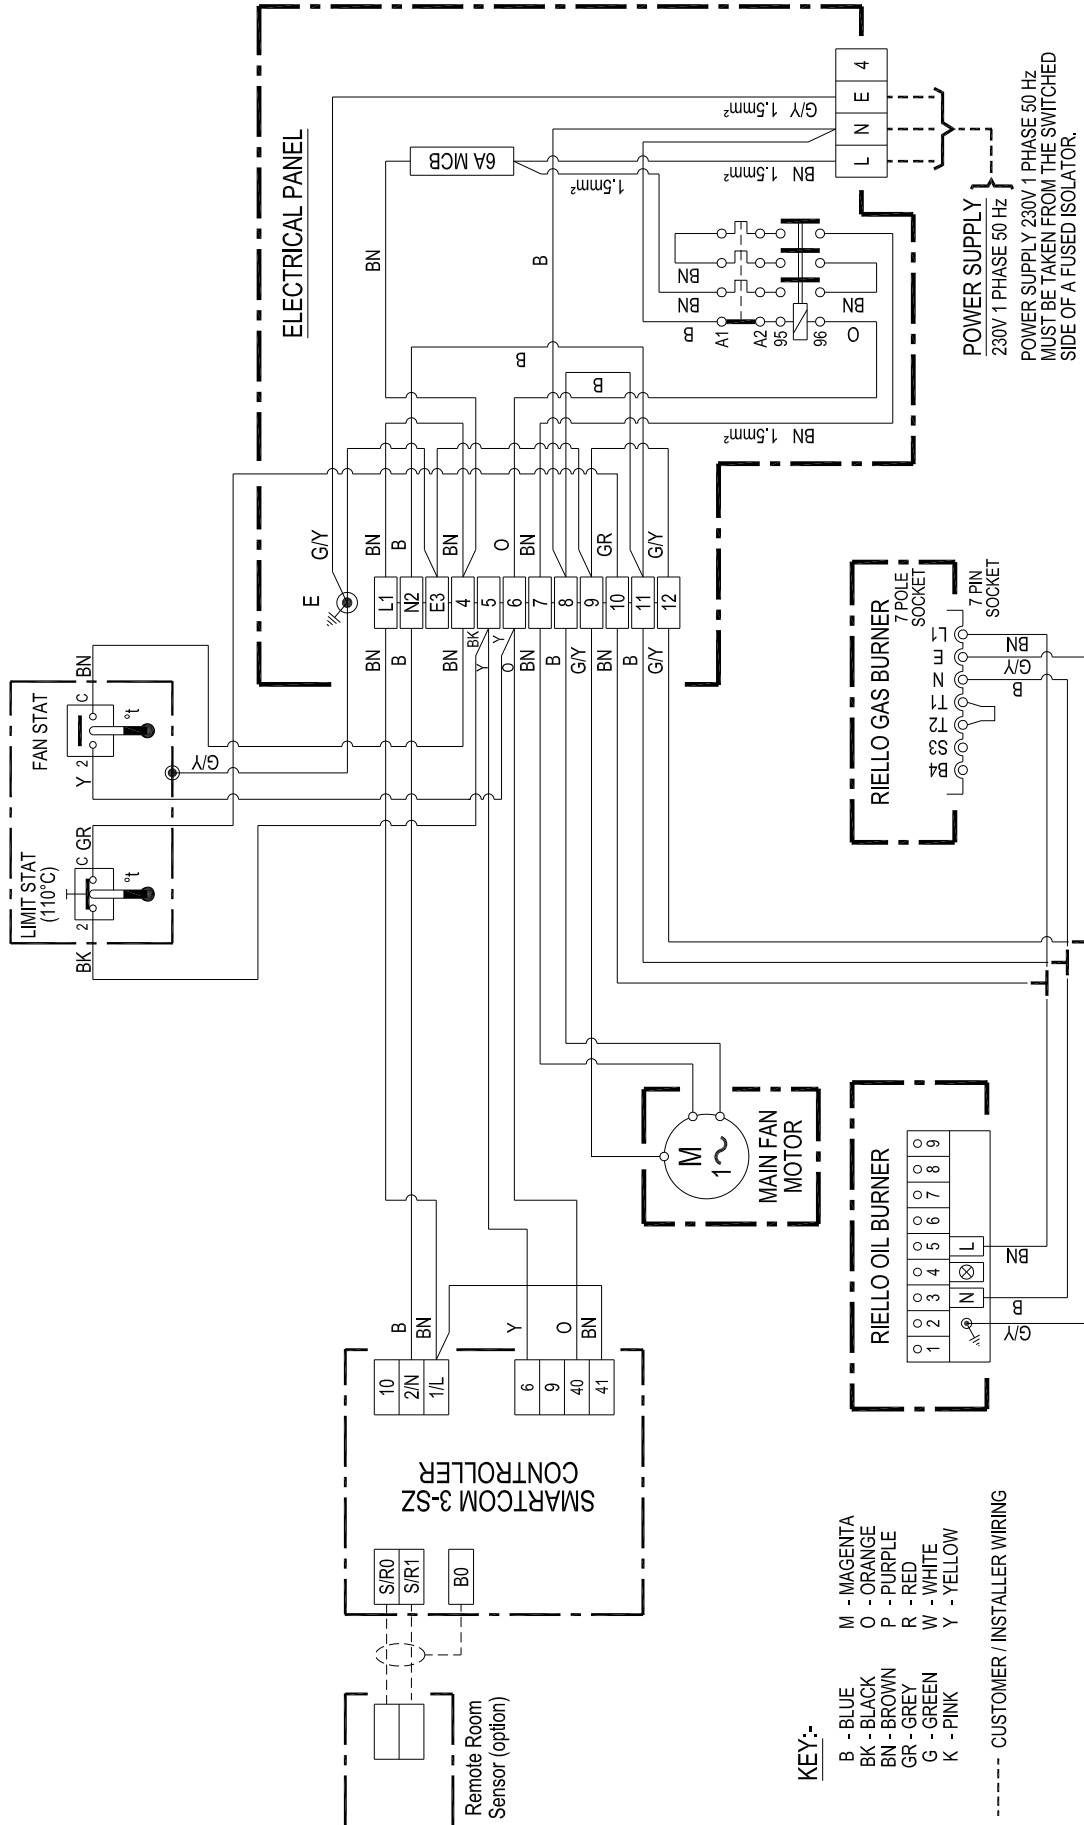 ELECTRICAL PANEL
6A MCB
L
N
E
4
G/Y 1.5mm²
BN 1.5mm²
1.5mm²
BN
B
B
B
BN
BN
B
BN
O
A1
A2
95
96
BN 1.5mm²
POWER SUPPLY
230V 1 PHASE 50 Hz
POWER SUPPLY 230V 1 PHASE 50 Hz
MUST BE TAKEN FROM THE SWITCHED
SIDE OF A FUSED ISOLATOR.
E
G/Y
BN
B
BN
O
BN
GR
G/Y
L1
N2
E3
4
5
6
7
8
9
10
11
12
BN
B
BN
BK
Y
Y
O
BN
B
G/Y
BN
B
G/Y
FAN STAT
C
BN
2
Y
°t
G/Y
LIMIT STAT
(110°C)
C
GR
2
BK
°t
RIELLO GAS BURNER
7 POLE
SOCKET
7 PIN
SOCKET
B4
S3
T2
T1
N
E
L1
BN
G/Y
B
MAIN FAN
MOTOR
M
1~
RIELLO OIL BURNER
1
2
3
4
5
6
7
8
9
N
L
G/Y
B
BN
SMARTCOM 3-SZ
CONTROLLER
10
2/N
1/L
B
BN
6
9
40
41
Y
O
BN
S/R0
S/R1
B0
Remote Room
Sensor (option)
KEY:-
B - BLUE
BK - BLACK
BN - BROWN
GR - GREY
G - GREEN
K - PINK
M - MAGENTA
O - ORANGE
P - PURPLE
R - RED
W - WHITE
Y - YELLOW
CUSTOMER / INSTALLER WIRING